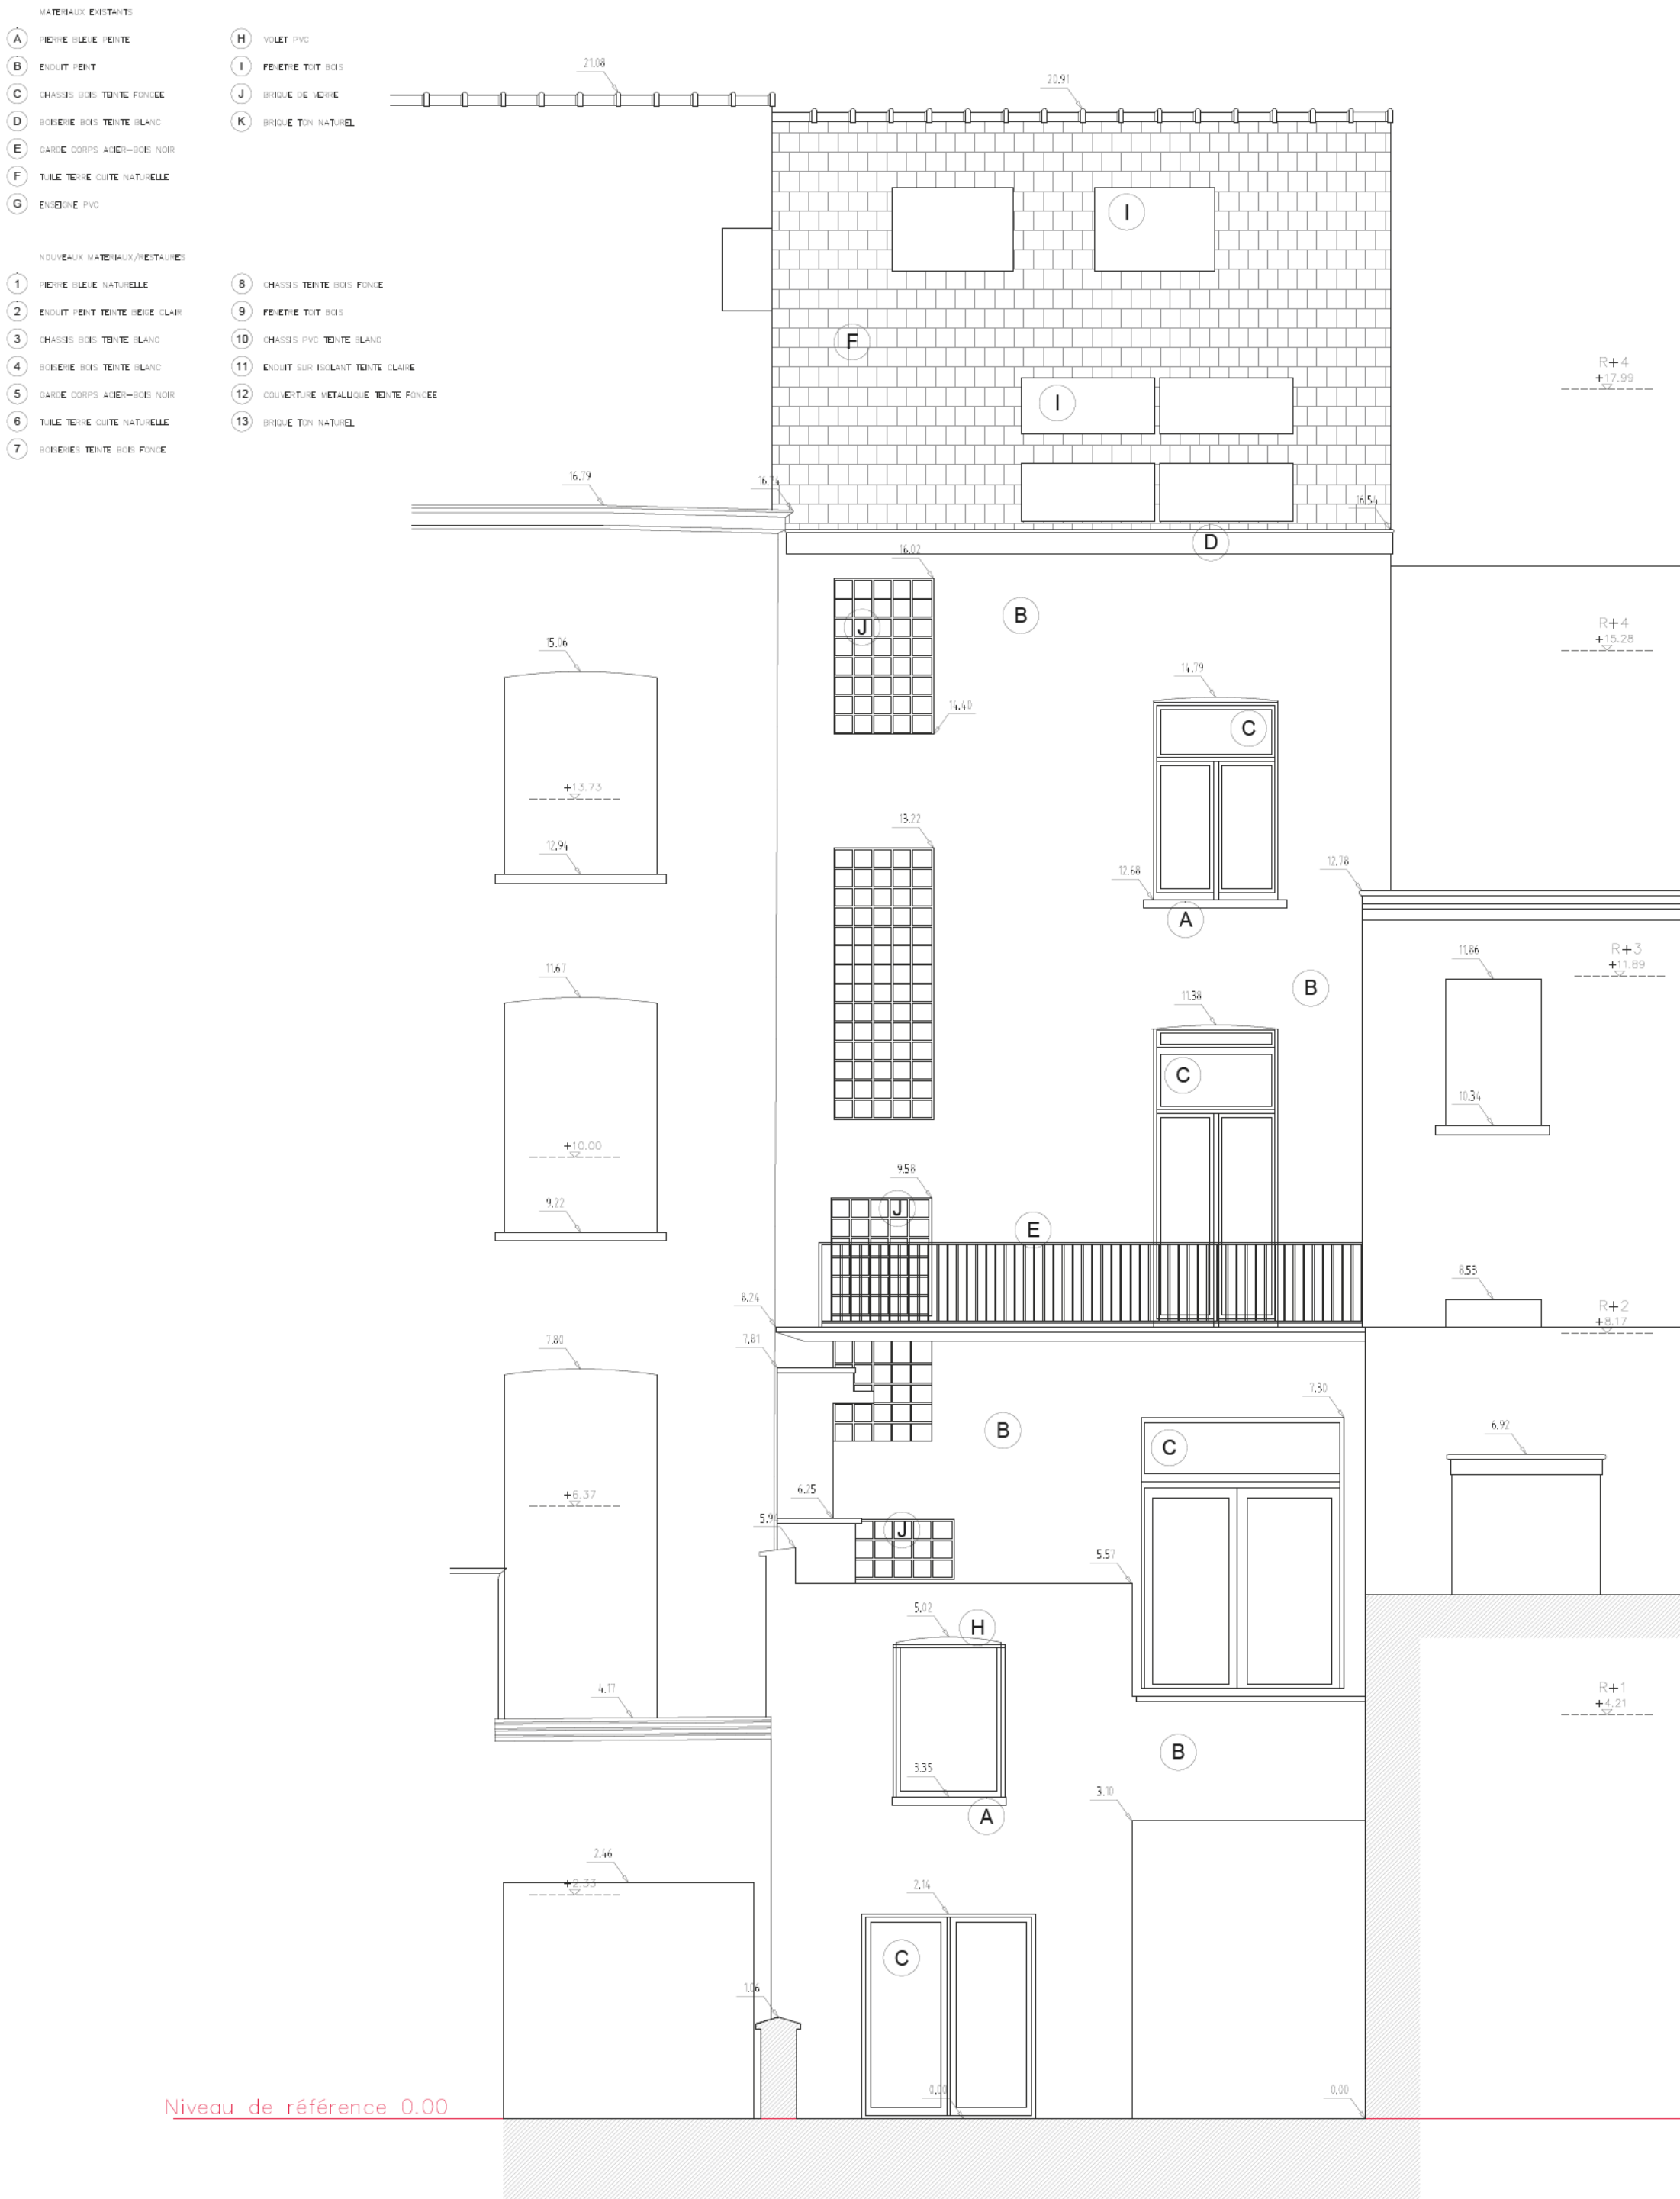 MATERIAUX EXISTANTS
A PIERRE BLEUE PEINTE
B ENDUIT PEINT
C CHASSIS BOIS TEINTE FONCEE
D BOISERIE BOIS TEINTE BLANC
E GARDE CORPS ACIER-BOIS NOIR
F TUILE TERRE CUITE NATURELLE
G ENSEIGNE PVC
H VOLET PVC
I FENETRE TOIT BOIS
J BRIQUE DE VERRE
K BRIQUE TON NATUREL
NOUVEAUX MATERIAUX/RESTAURES
1 PIERRE BLEUE NATURELLE
2 ENDUIT PEINT TEINTE BEIGE CLAIR
3 CHASSIS BOIS TEINTE BLANC
4 BOISERIE BOIS TEINTE BLANC
5 GARDE CORPS ACIER-BOIS NOIR
6 TUILE TERRE CUITE NATURELLE
7 BOISERIES TEINTE BOIS FONCE
8 CHASSIS TEINTE BOIS FONCE
9 FENETRE TOIT BOIS
10 CHASSIS PVC TEINTE BLANC
11 ENDUIT SUR ISOLANT TEINTE CLAIRE
12 COUVERTURE METALLIQUE TEINTE FONCEE
13 BRIQUE TON NATUREL
21.08
20.91
I
F
R+4
+17.99
I
16.79
16.74
16.54
D
16.02
B
J
R+4
+15.28
15.06
14.79
14.40
C
+13.73
13.22
12.94
12.68
12.78
A
11.67
B
11.86
R+3
+11.89
11.38
C
10.34
+10.00
9.58
9.22
J
E
8.53
8.24
R+2
+8.17
7.80
7.81
7.30
B
C
6.92
+6.37
6.25
5.9
J
5.57
5.02
H
4.17
R+1
+4.21
B
3.35
A
3.10
2.46
+2.33
2.14
C
1.06
0.00
0.00
Niveau de référence 0.00